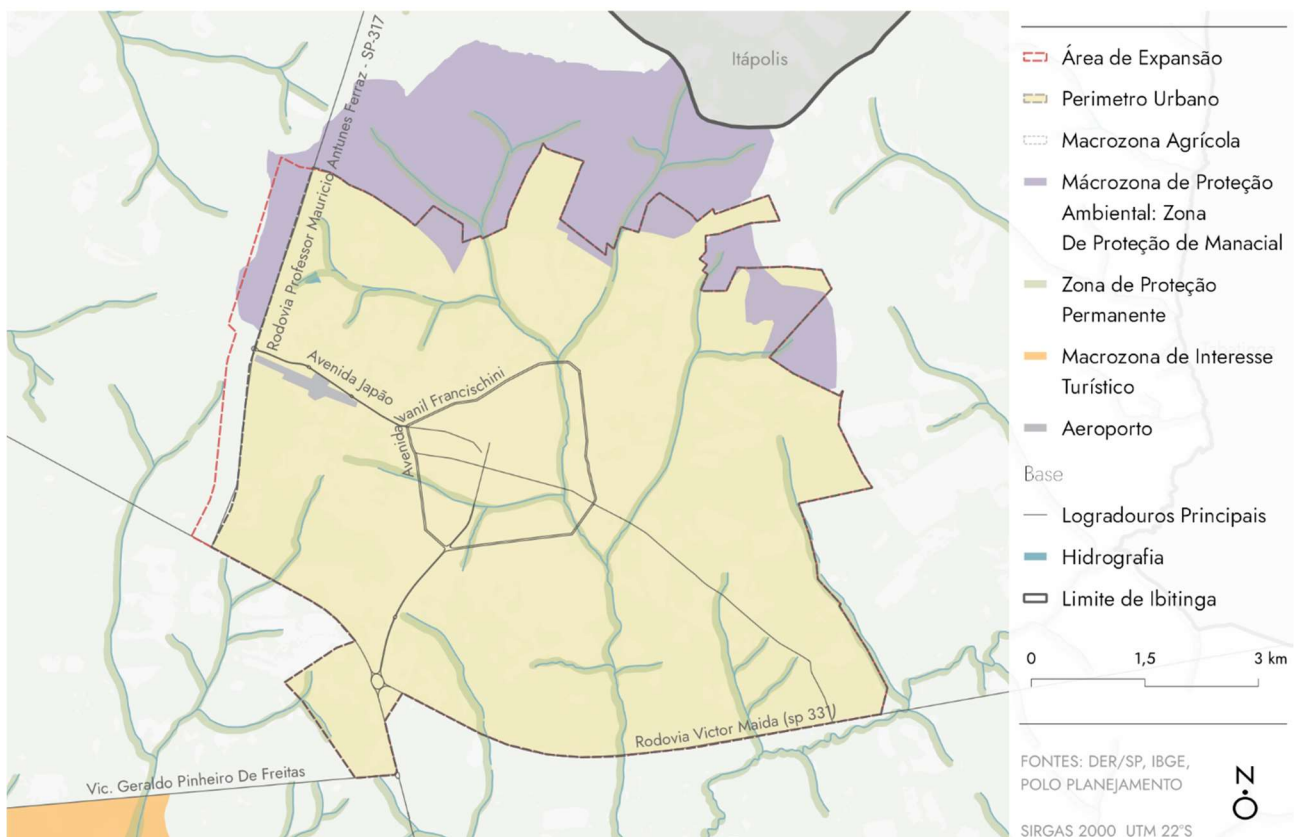 Itápolis
Rodovia Professor Mauricio Antunes Ferraz - SP-317
Avenida Japão
Avenida Ivanil Francischini
Rodovia Victor Maida (sp 331)
Vic. Geraldo Pinheiro De Freitas
Área de Expansão
Perimetro Urbano
Macrozona Agrícola
Mácrozona de Proteção
Ambiental: Zona
De Proteção de Manacial
Zona de Proteção
Permanente
Macrozona de Interesse
Turístico
Aeroporto
Base
Logradouros Principais
Hidrografia
Limite de Ibitinga
0 1,5 3 km
FONTES: DER/SP, IBGE,
POLO PLANEJAMENTO
N
SIRGAS 2000 UTM 22°S